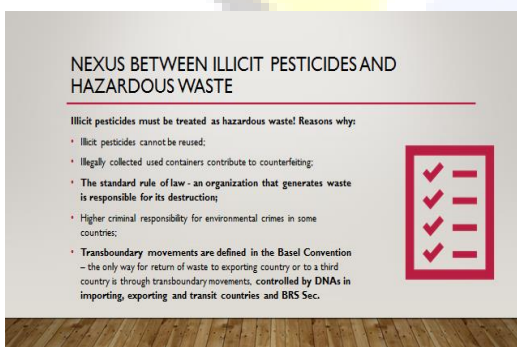 NEXUS BETWEEN ILLICIT PESTICIDES AND
HAZARDOUS WASTE
Illicit pesticides must be treated as hazardous waste! Reasons why:
• Illicit pesticides cannot be reused;
• Illegally collected used containers contribute to counterfeiting;
• The standard rule of law - an organization that generates waste
is responsible for its destruction;
• Higher criminal responsibility for environmental crimes in some
countries;
• Transboundary movements are defined in the Basel Convention
– the only way for return of waste to exporting country or to a third
country is through transboundary movements, controlled by DNAs in
importing, exporting and transit countries and BRS Sec.